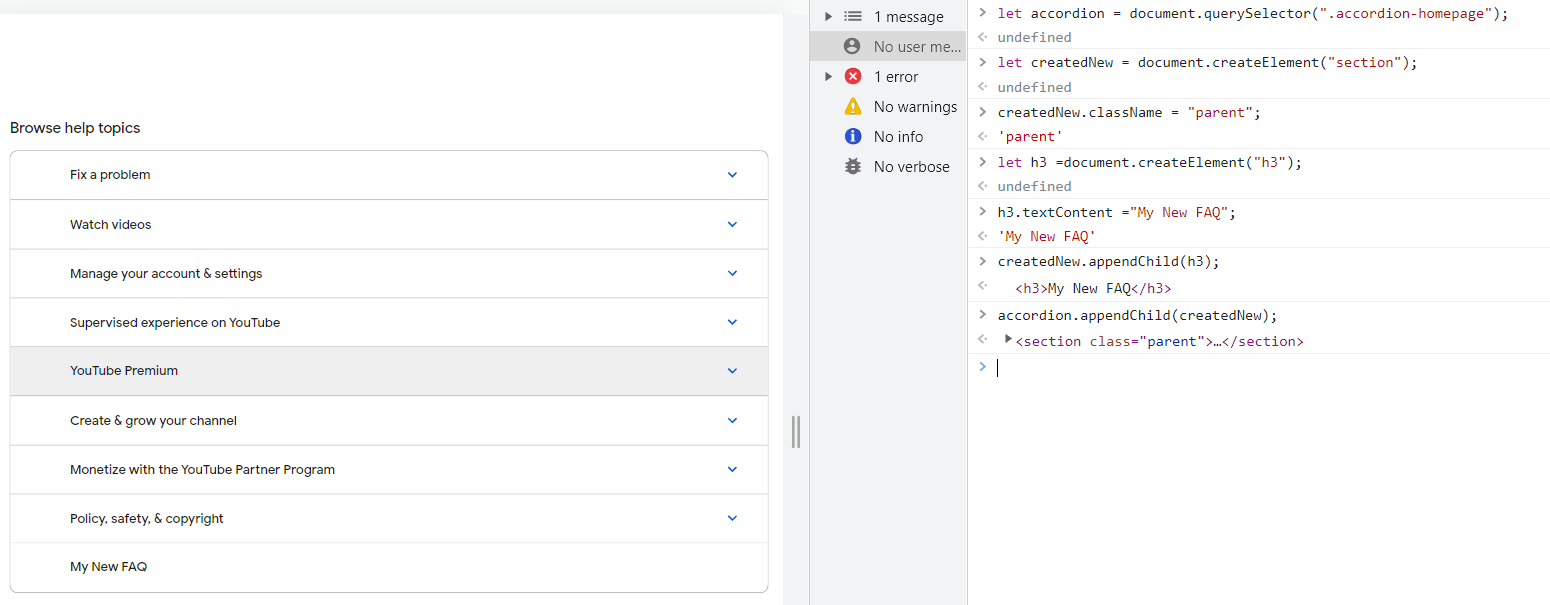 Browse help topics
Fix a problem
Watch videos
Manage your account & settings
Supervised experience on YouTube
YouTube Premium
Create & grow your channel
Monetize with the YouTube Partner Program
Policy, safety, & copyright
My New FAQ
1 message
No user me...
1 error
No warnings
No info
No verbose
let accordion = document.querySelector(".accordion-homepage");
undefined
let createdNew = document.createElement("section");
undefined
createdNew.className = "parent";
'parent'
let h3 =document.createElement("h3");
undefined
h3.textContent ="My New FAQ";
'My New FAQ'
createdNew.appendChild(h3);
<h3>My New FAQ</h3>
accordion.appendChild(createdNew);
<section class="parent">…</section>